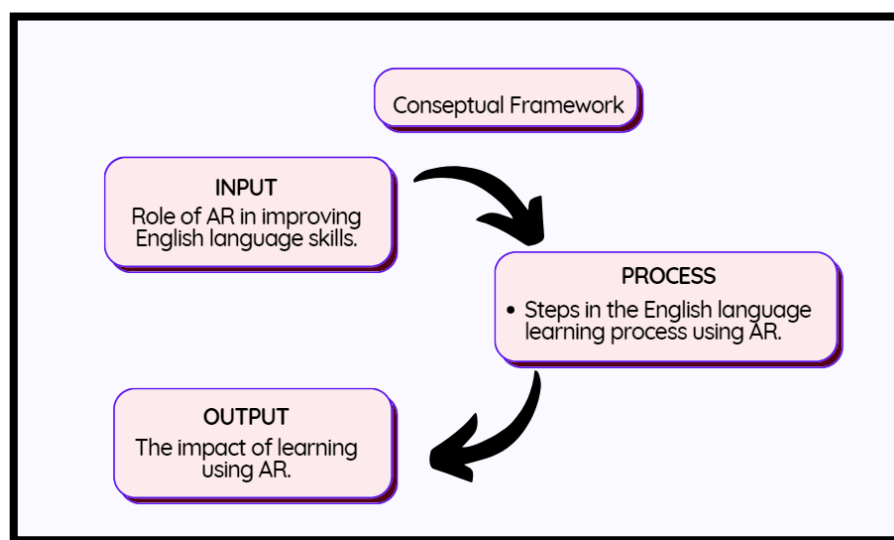 Conseptual Framework
INPUT
Role of AR in improving
English language skills.
PROCESS
• Steps in the English language
learning process using AR.
OUTPUT
The impact of learning
using AR.